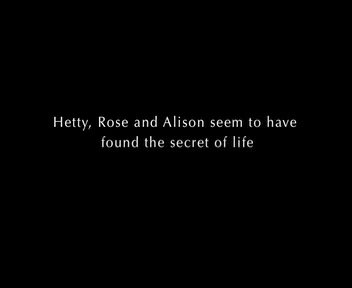 Hetty, Rose and Alison seem to have
found the secret of life